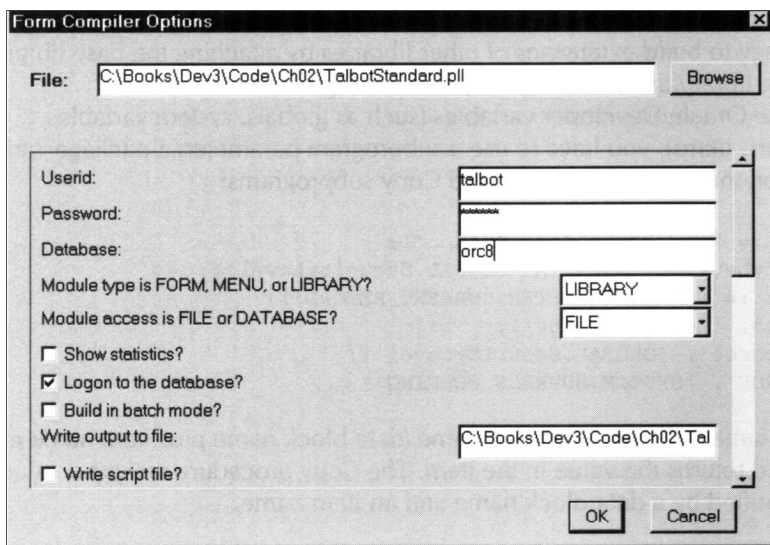 Form Compiler Options
File: C:\Books\Dev3\Code\Ch02\TalbotStandard.pll Browse
Userid: talbot
Password: ******
Database: orc8
Module type is FORM, MENU, or LIBRARY? LIBRARY
Module access is FILE or DATABASE? FILE
Show statistics?
Logon to the database?
Build in batch mode?
Write output to file: C:\Books\Dev3\Code\Ch02\Tal
Write script file?
OK Cancel